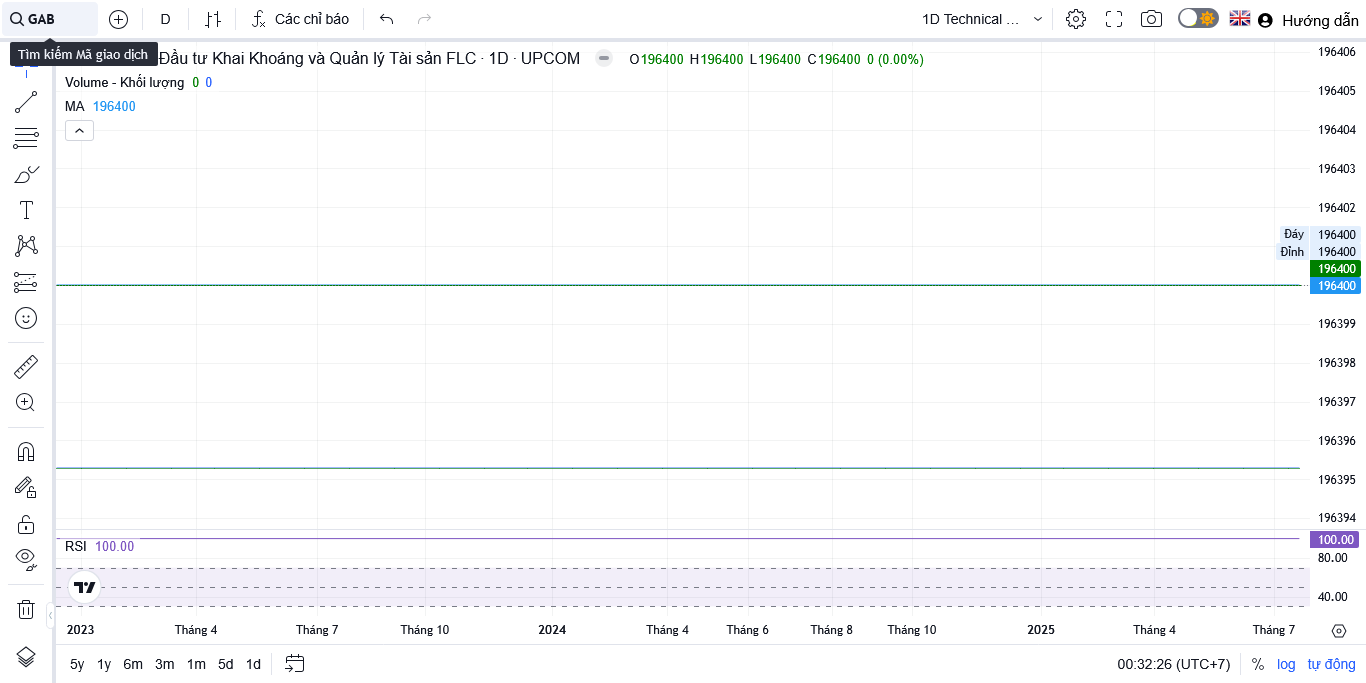 GAB
D
Các chỉ báo
1D Technical ...
Hướng dẫn
Tìm kiếm Mã giao dịch
Đầu tư Khai Khoáng và Quản lý Tài sản FLC · 1D · UPCOM
O196400 H196400 L196400 C196400 0 (0.00%)
Volume - Khối lượng 0 0
MA 196400
196406
196405
196404
196403
196402
Đáy 196400
Đỉnh 196400
196400
196400
196399
196398
196397
196396
196395
196394
RSI 100.00
100.00
80.00
40.00
2023 Tháng 4 Tháng 7 Tháng 10 2024 Tháng 4 Tháng 6 Tháng 8 Tháng 10 2025 Tháng 4 Tháng 7
5y 1y 6m 3m 1m 5d 1d
00:32:26 (UTC+7) % log tự động